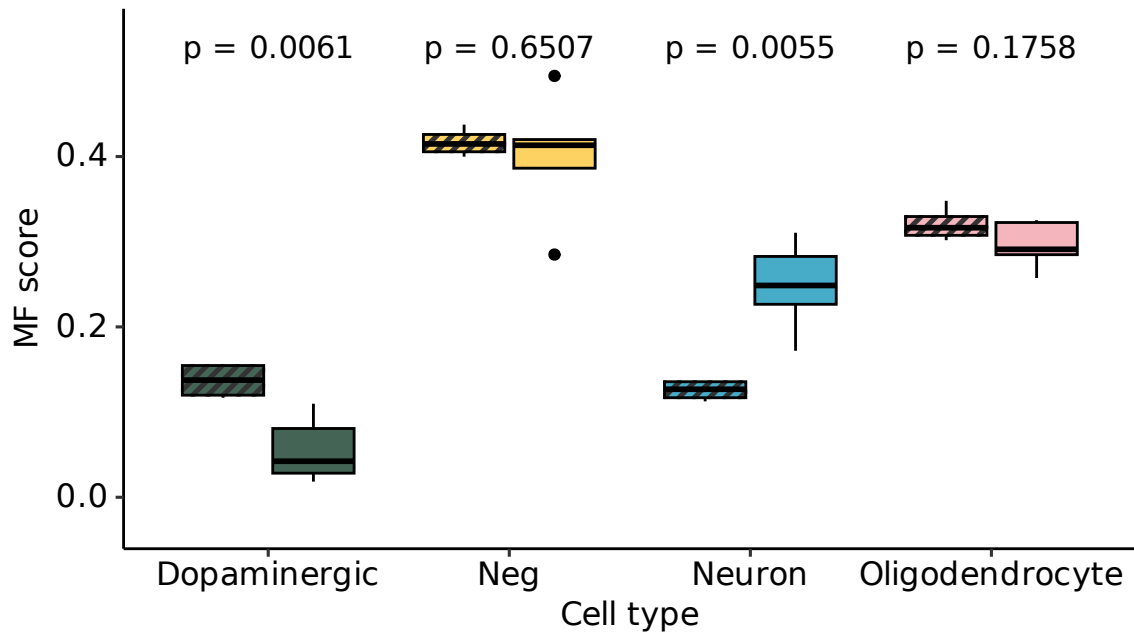 p = 0.0061 p = 0.6507 p = 0.0055 p = 0.1758
0.4
0.2
0.0
MF score
Dopaminergic Neg Neuron Oligodendrocyte
Cell type